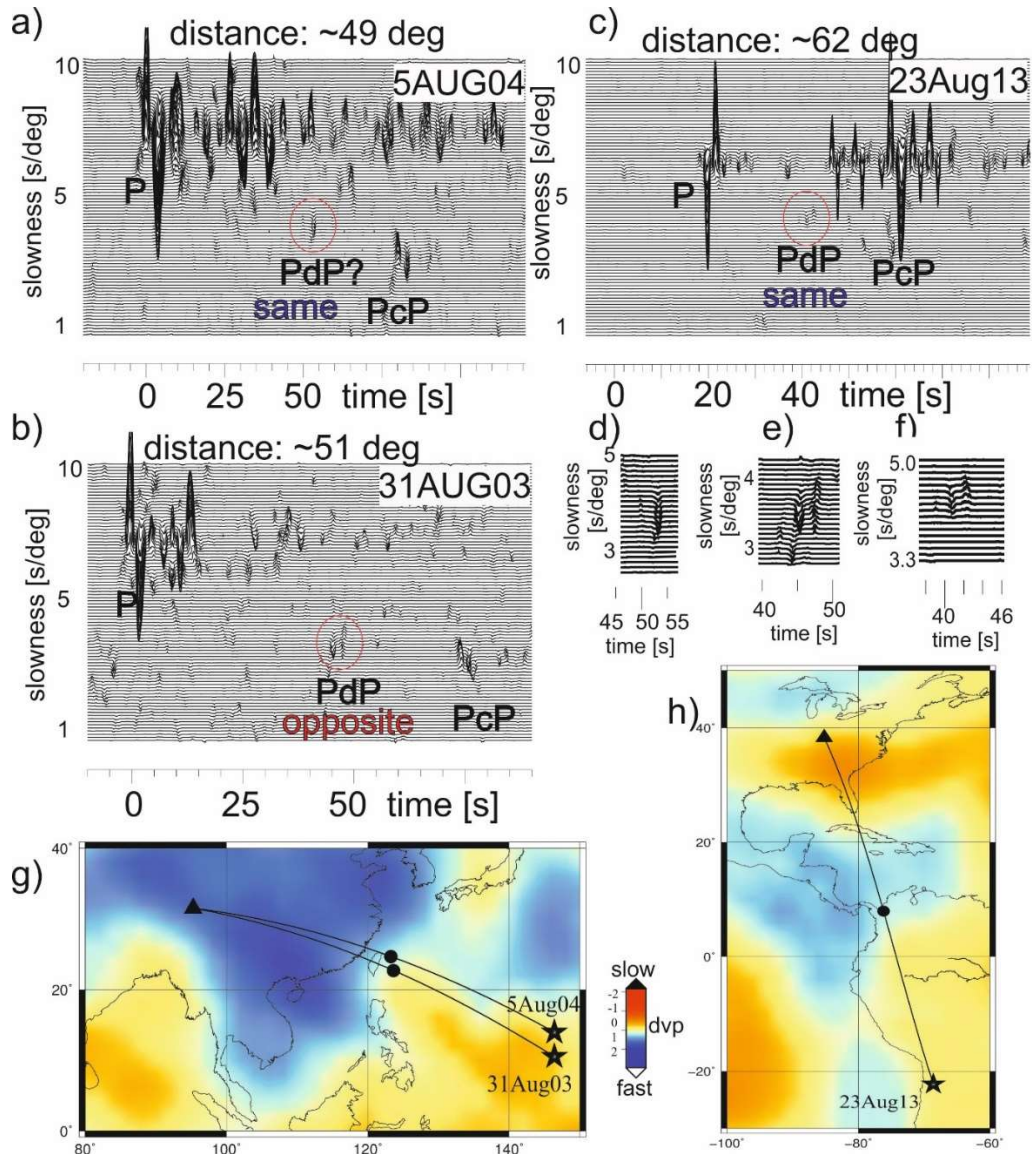 a)
distance: ~49 deg
5AUG04
10
5
1
slowness [s/deg]
P
PdP?
same
PcP
0 25 50 time [s]
c)
distance: ~62 deg
23Aug13
10
5
1
slowness [s/deg]
P
PdP
same
PcP
20 40 60 time [s]
b)
distance: ~51 deg
31AUG03
10
5
1
slowness [s/deg]
P
PdP
opposite
PcP
0 25 50 time [s]
d)
5
3
slowness
[s/deg]
45 50 55
time [s]
e)
4
3
slowness
[s/deg]
40 50
time [s]
f)
5.0
3.3
slowness
[s/deg]
40 46
time [s]
g)
40°
20°
0°
80° 100° 120° 140°
5Aug04
31Aug03
slow
-2
-1
0
1
2
dvp
fast
h)
40°
20°
0°
-20°
-100° -80° -60°
23Aug13